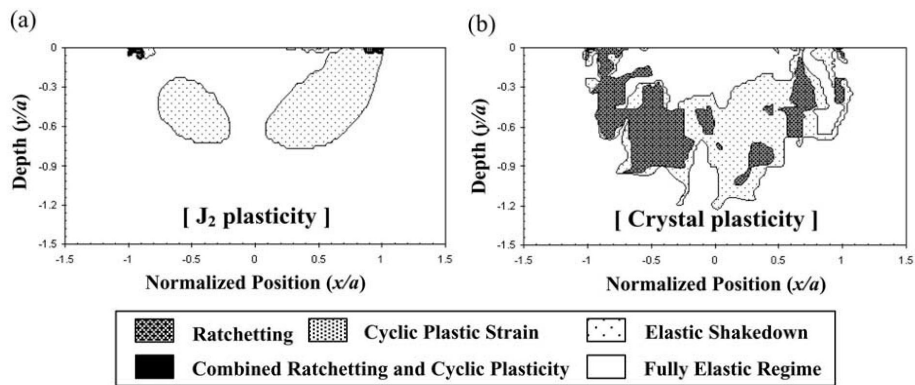 (a)
(b)
0
-0.3
-0.6
-0.9
-1.2
-1.5
Depth (y/a)
[ J₂ plasticity ]
-1.5 -1 -0.5 0 0.5 1 1.5
Normalized Position (x/a)
0
-0.3
-0.6
-0.9
-1.2
-1.5
Depth (y/a)
[ Crystal plasticity ]
-1.5 -1 -0.5 0 0.5 1 1.5
Normalized Position (x/a)
Ratchetting Cyclic Plastic Strain Elastic Shakedown
Combined Ratchetting and Cyclic Plasticity Fully Elastic Regime